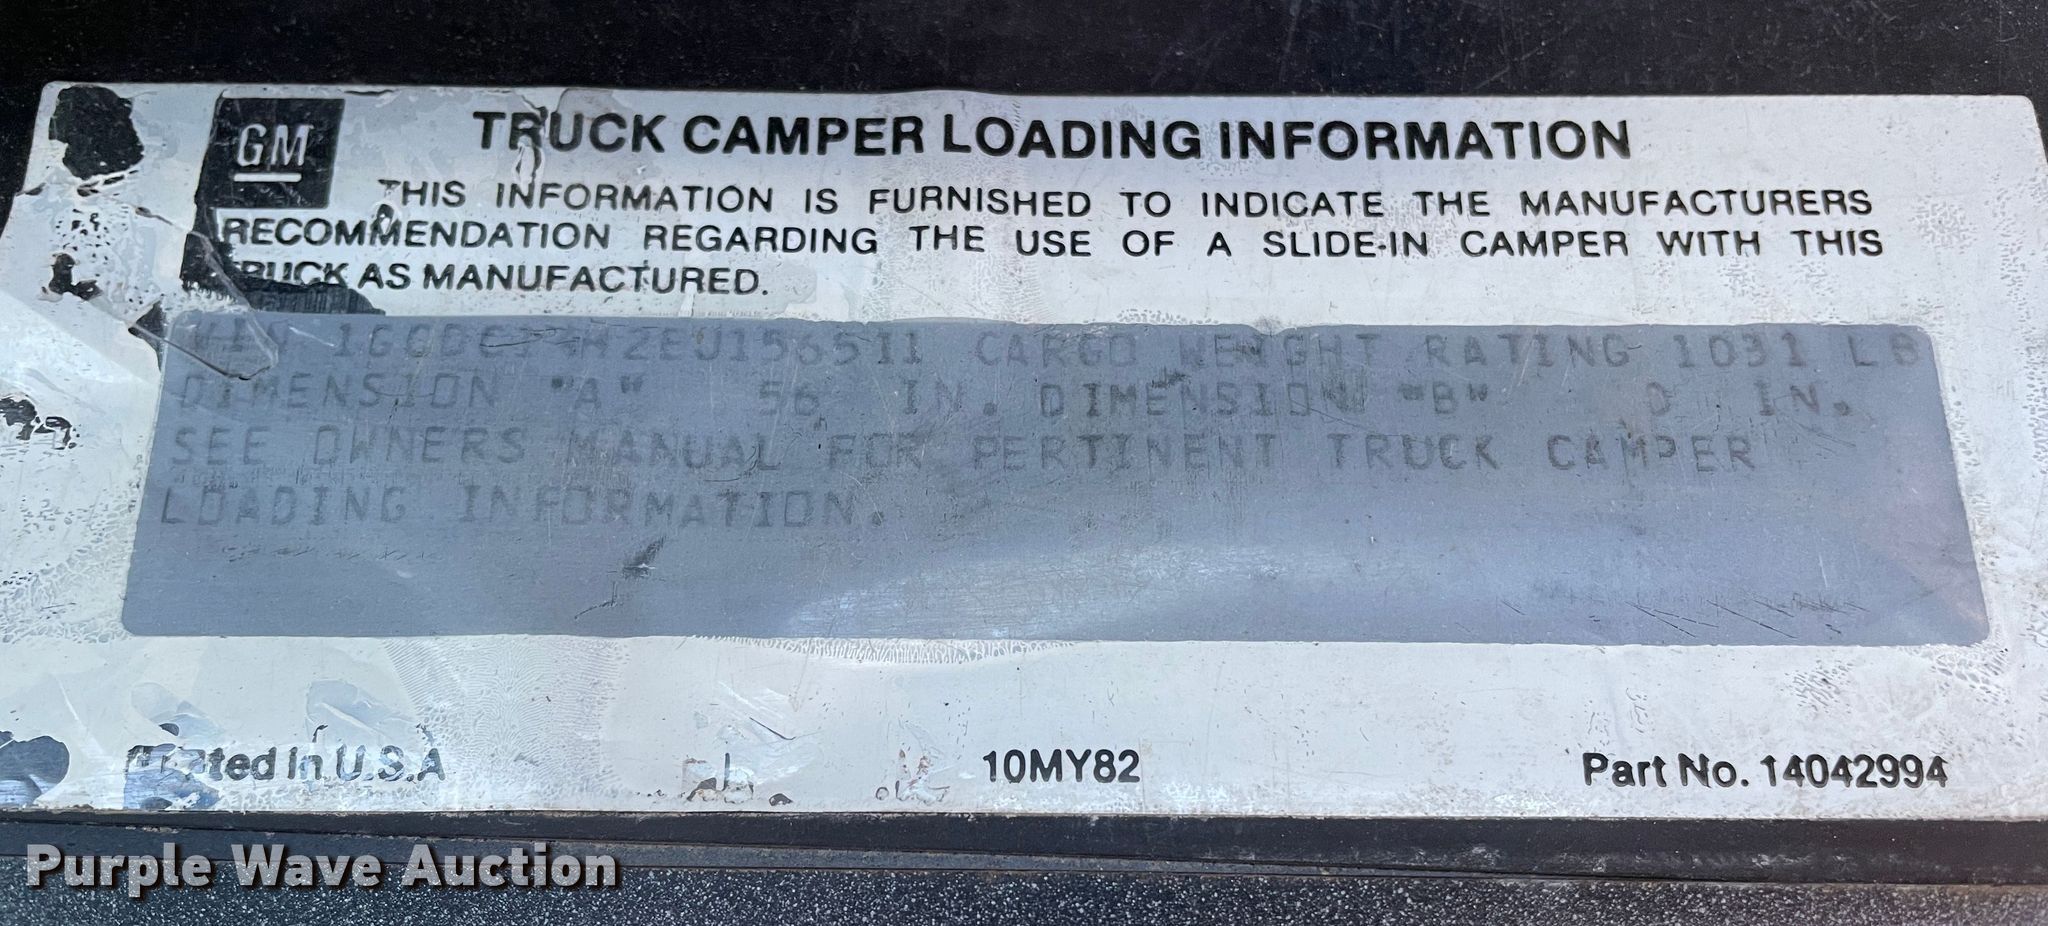 GM
TRUCK CAMPER LOADING INFORMATION
THIS INFORMATION IS FURNISHED TO INDICATE THE MANUFACTURERS
RECOMMENDATION REGARDING THE USE OF A SLIDE-IN CAMPER WITH THIS
TRUCK AS MANUFACTURED.
VIN CARGO WEIGHT RATING 1031 LB
DIMENSION "A" 56 IN. DIMENSION "B" 0 IN.
SEE OWNERS MANUAL FOR PERTINENT TRUCK CAMPER
LOADING INFORMATION.
Printed in U.S.A 10MY82 Part No. 14042994
Purple Wave Auction